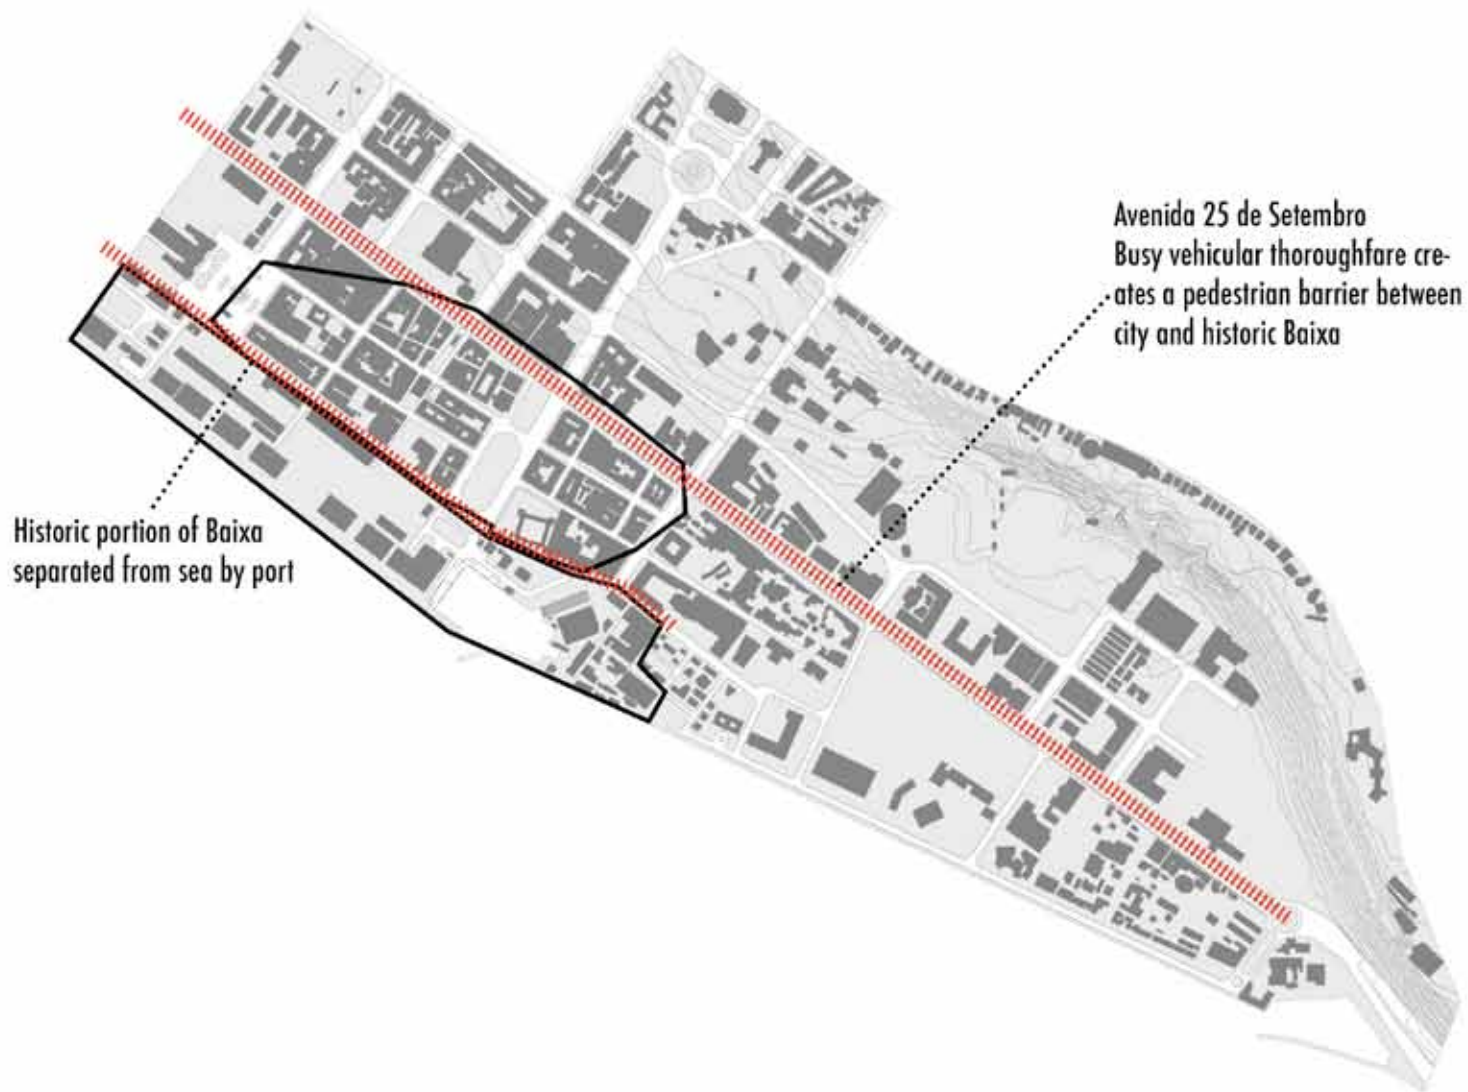 Avenida 25 de Setembro
Busy vehicular thoroughfare cre-
ates a pedestrian barrier between
city and historic Baixa
Historic portion of Baixa
separated from sea by port